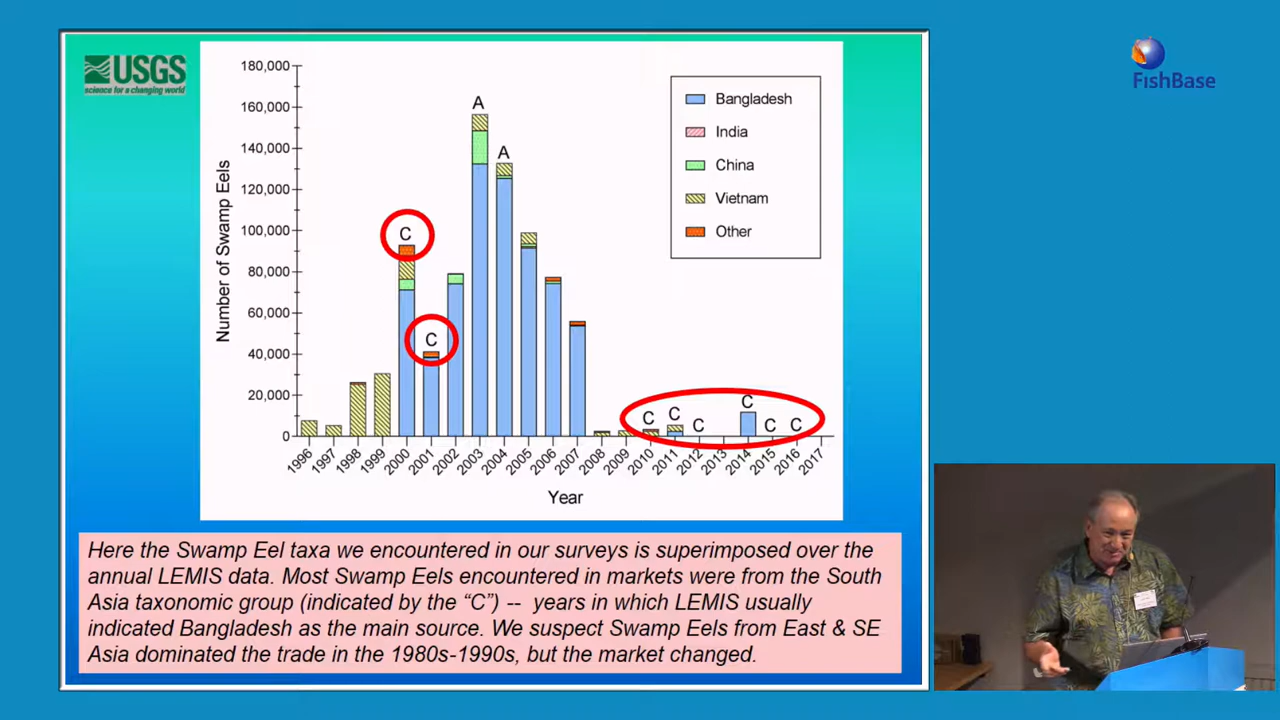 USGS
science for a changing world
FishBase
180,000
160,000
140,000
120,000
100,000
80,000
60,000
40,000
20,000
0
Number of Swamp Eels
C
C
A
A
C
C
C
C
C
C
Bangladesh
India
China
Vietnam
Other
1996
1997
1998
1999
2000
2001
2002
2003
2004
2005
2006
2007
2008
2009
2010
2011
2012
2013
2014
2015
2016
2017
Year
Here the Swamp Eel taxa we encountered in our surveys is superimposed over the
annual LEMIS data. Most Swamp Eels encountered in markets were from the South
Asia taxonomic group (indicated by the “C”) -- years in which LEMIS usually
indicated Bangladesh as the main source. We suspect Swamp Eels from East & SE
Asia dominated the trade in the 1980s-1990s, but the market changed.